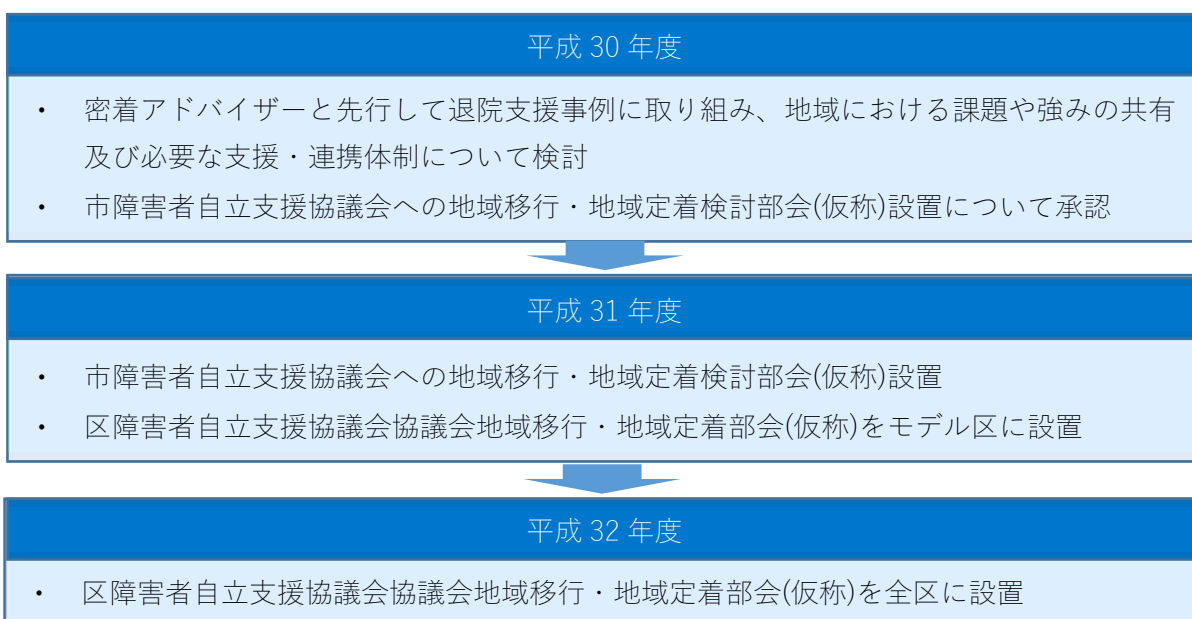 平成 30 年度
・ 密着アドバイザーと先行して退院支援事例に取り組み、地域における課題や強みの共有
及び必要な支援・連携体制について検討
・ 市障害者自立支援協議会への地域移行・地域定着検討部会(仮称)設置について承認
平成 31 年度
・ 市障害者自立支援協議会への地域移行・地域定着検討部会(仮称)設置
・ 区障害者自立支援協議会協議会地域移行・地域定着部会(仮称)をモデル区に設置
平成 32 年度
・ 区障害者自立支援協議会協議会地域移行・地域定着部会(仮称)を全区に設置